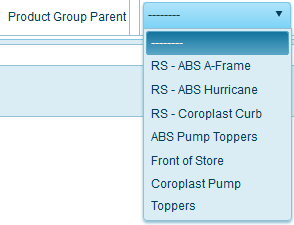 Product Group Parent
--------
--------
RS - ABS A-Frame
RS - ABS Hurricane
RS - Coroplast Curb
ABS Pump Toppers
Front of Store
Coroplast Pump
Toppers